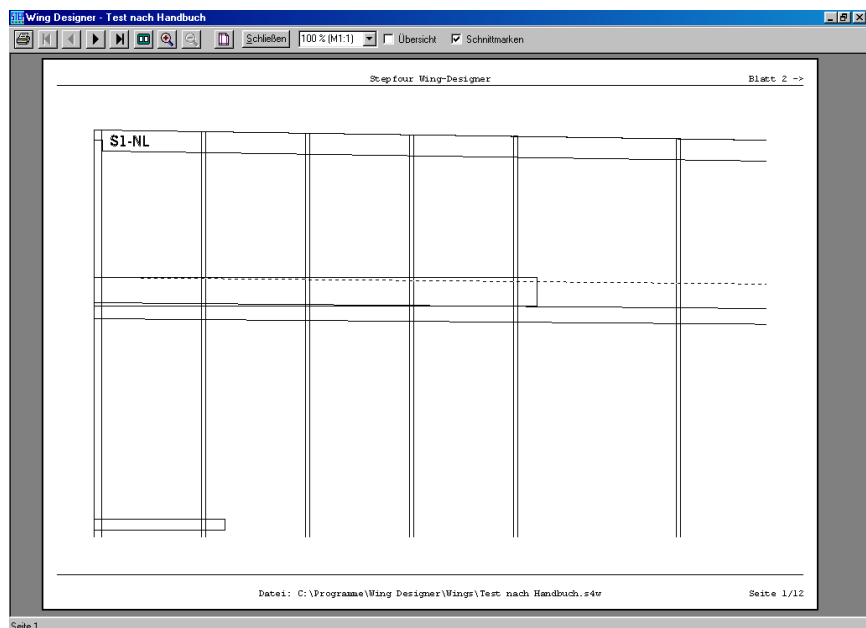 Wing Designer - Test nach Handbuch
Schließen 100 % (M1:1) Übersicht Schnittmarken
Stepfour Wing-Designer Blatt 2 ->
S1-NL
Datei: C:\Programme\Wing Designer\Wings\Test nach Handbuch.s4w Seite 1/12
Seite 1